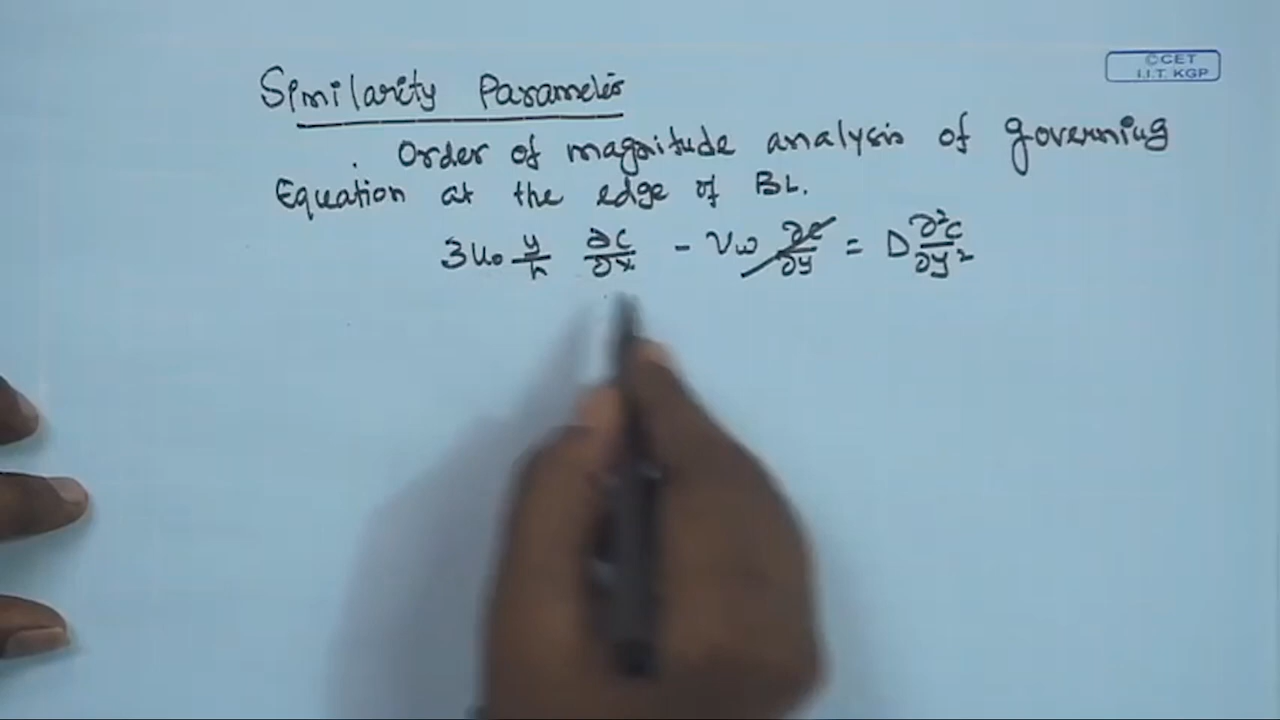 ©CET
I.I.T. KGP
Similarity Parameter
. Order of magnitude analysis of governing
Equation at the edge of BL.
3u₀ y/h ∂c/∂x - Vw ∂c/∂y = D ∂²c/∂y²